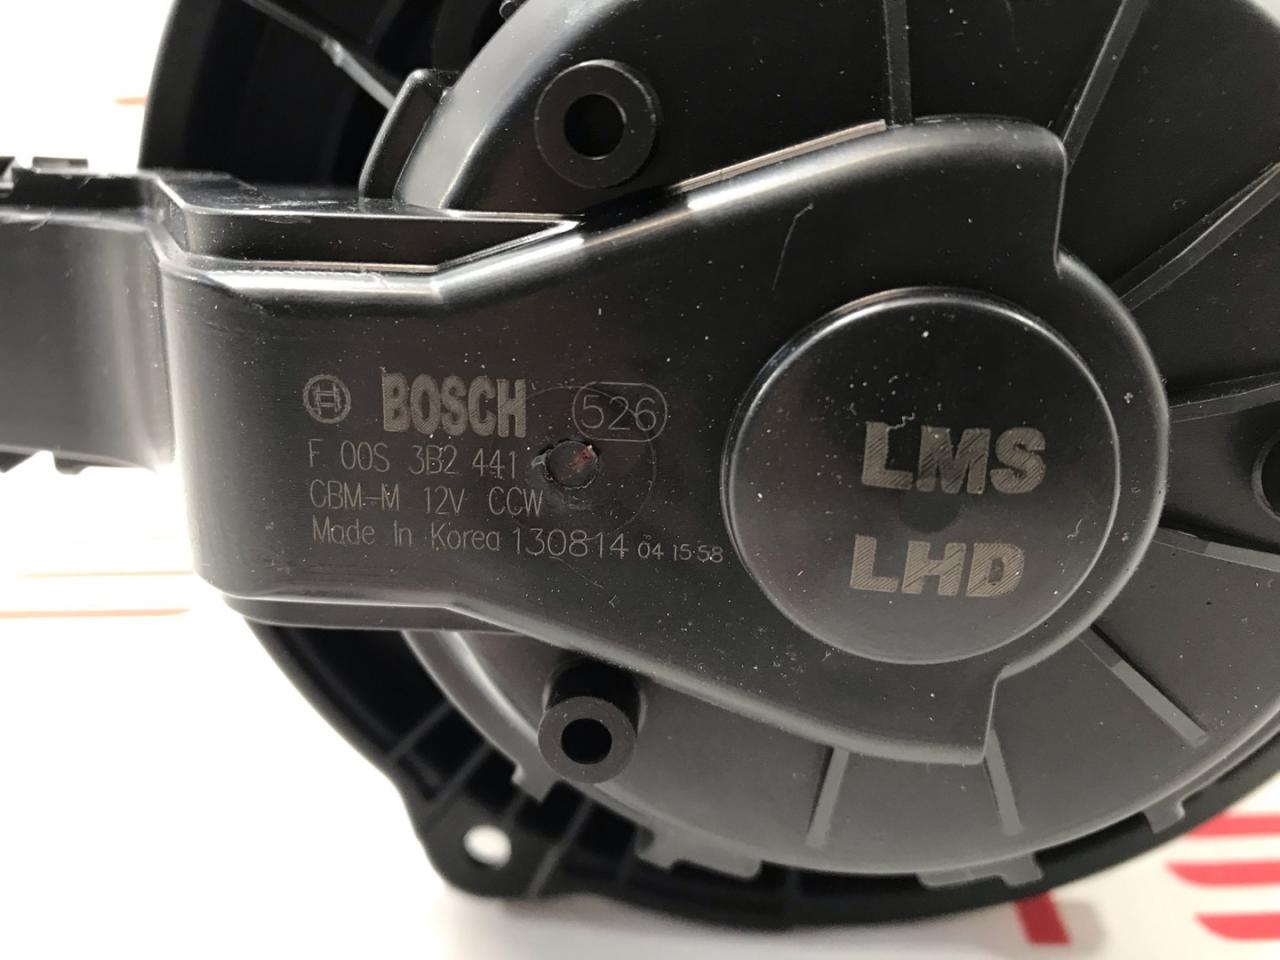 BOSCH 526
F 00S 3B2 441
CBM-M 12V CCW
Made In Korea 130814 04 15:58
LMS
LHD